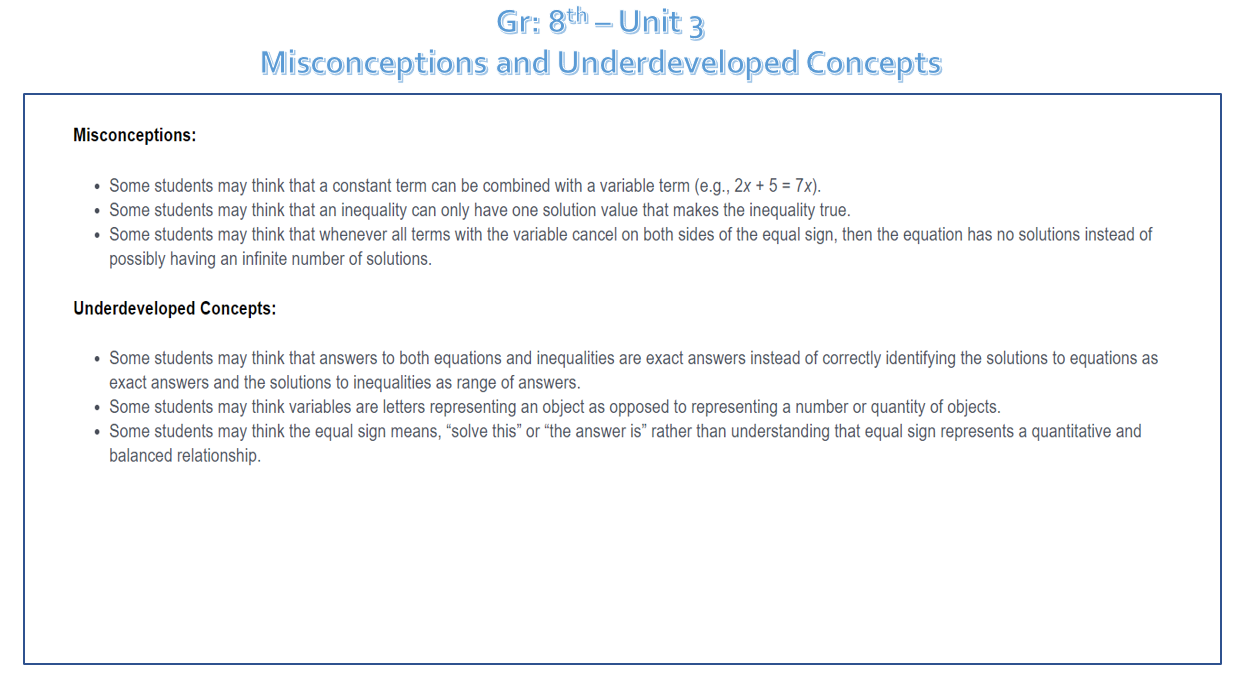 Gr: 8th – Unit 3
Misconceptions and Underdeveloped Concepts
Misconceptions:
• Some students may think that a constant term can be combined with a variable term (e.g., 2x + 5 = 7x).
• Some students may think that an inequality can only have one solution value that makes the inequality true.
• Some students may think that whenever all terms with the variable cancel on both sides of the equal sign, then the equation has no solutions instead of
possibly having an infinite number of solutions.
Underdeveloped Concepts:
• Some students may think that answers to both equations and inequalities are exact answers instead of correctly identifying the solutions to equations as
exact answers and the solutions to inequalities as range of answers.
• Some students may think variables are letters representing an object as opposed to representing a number or quantity of objects.
• Some students may think the equal sign means, “solve this” or “the answer is” rather than understanding that equal sign represents a quantitative and
balanced relationship.